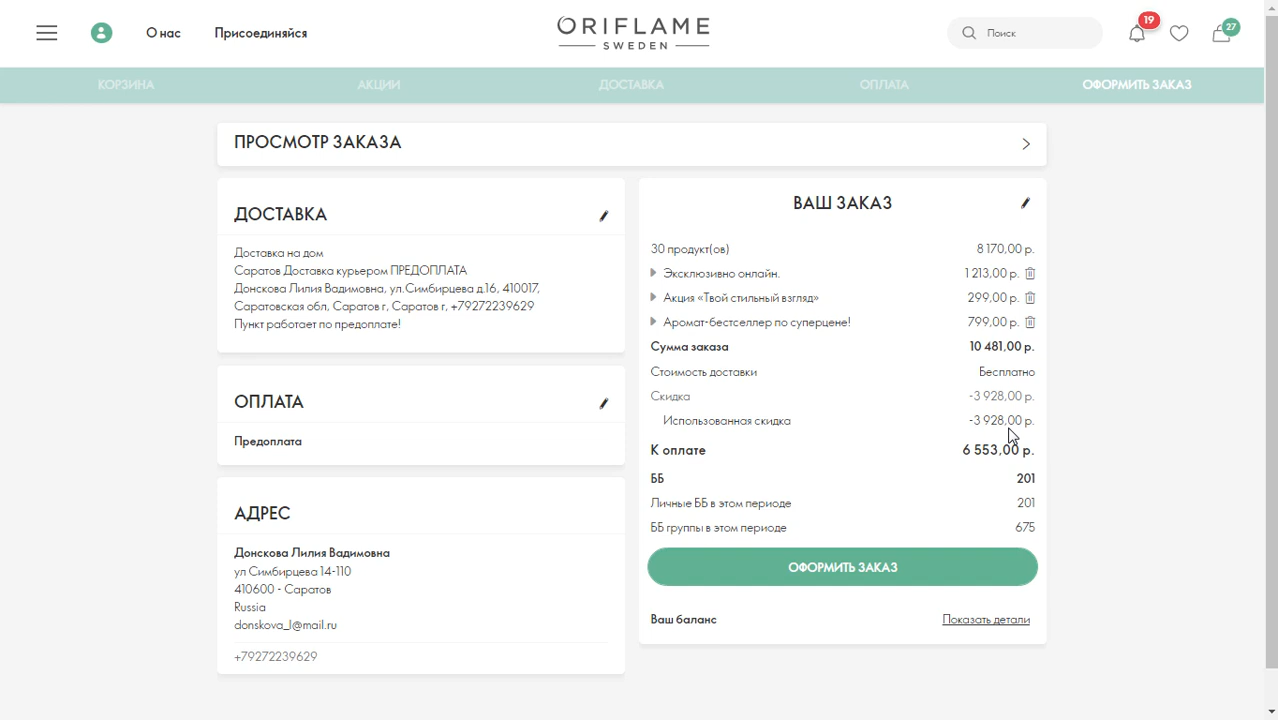 О нас
Присоединяйся
ORIFLAME
SWEDEN
Поиск
19
27
КОРЗИНА
АКЦИИ
ДОСТАВКА
ОПЛАТА
ОФОРМИТЬ ЗАКАЗ
ПРОСМОТР ЗАКАЗА
ДОСТАВКА
Доставка на дом
Саратов Доставка курьером ПРЕДОПЛАТА
Донскова Лилия Вадимовна, ул.Симбирцева д.16, 410017,
Саратовская обл, Саратов г, Саратов г, +79272239629
Пункт работает по предоплате!
ОПЛАТА
Предоплата
АДРЕС
Донскова Лилия Вадимовна
ул Симбирцева 14-110
410600 - Саратов
Russia
donskova_l@mail.ru
+79272239629
ВАШ ЗАКАЗ
30 продукт(ов) 8 170,00 р.
Эксклюзивно онлайн. 1 213,00 р.
Акция «Твой стильный взгляд» 299,00 р.
Аромат-бестселлер по суперцене! 799,00 р.
Сумма заказа 10 481,00 р.
Стоимость доставки Бесплатно
Скидка -3 928,00 р.
Использованная скидка -3 928,00 р.
К оплате 6 553,00 р.
ББ 201
Личные ББ в этом периоде 201
ББ группы в этом периоде 675
ОФОРМИТЬ ЗАКАЗ
Ваш баланс Показать детали